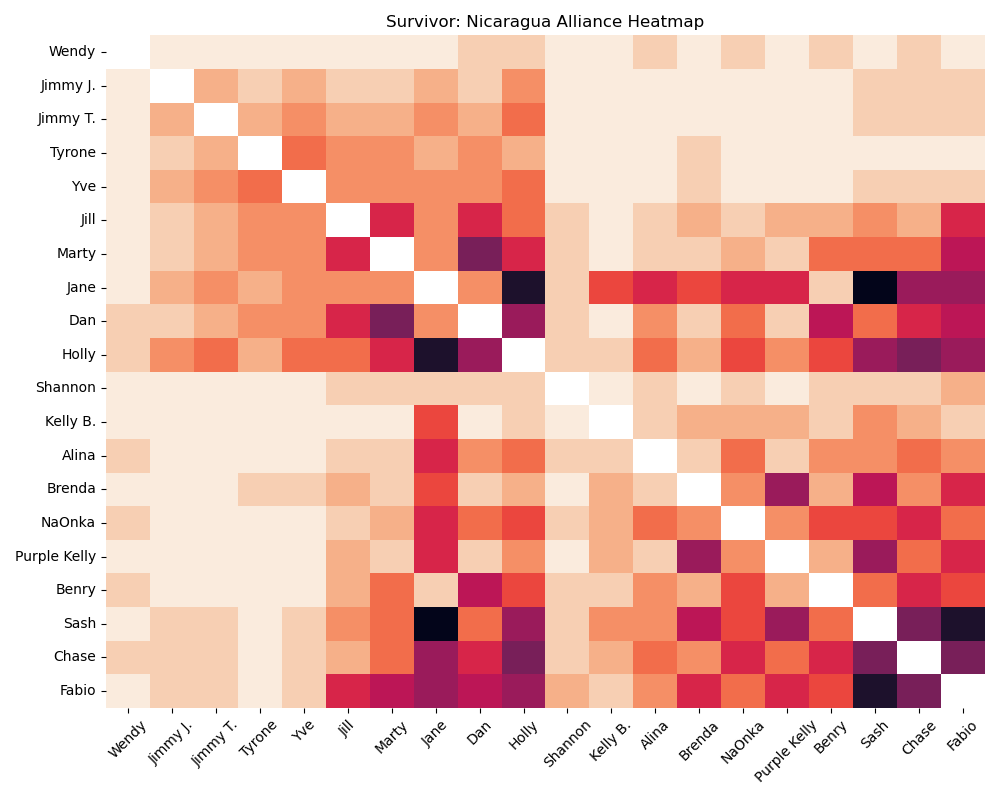 Survivor: Nicaragua Alliance Heatmap
Wendy
Jimmy J.
Jimmy T.
Tyrone
Yve
Jill
Marty
Jane
Dan
Holly
Shannon
Kelly B.
Alina
Brenda
NaOnka
Purple Kelly
Benry
Sash
Chase
Fabio
Wendy Jimmy J. Jimmy T. Tyrone Yve Jill Marty Jane Dan Holly Shannon Kelly B. Alina Brenda NaOnka Purple Kelly Benry Sash Chase Fabio